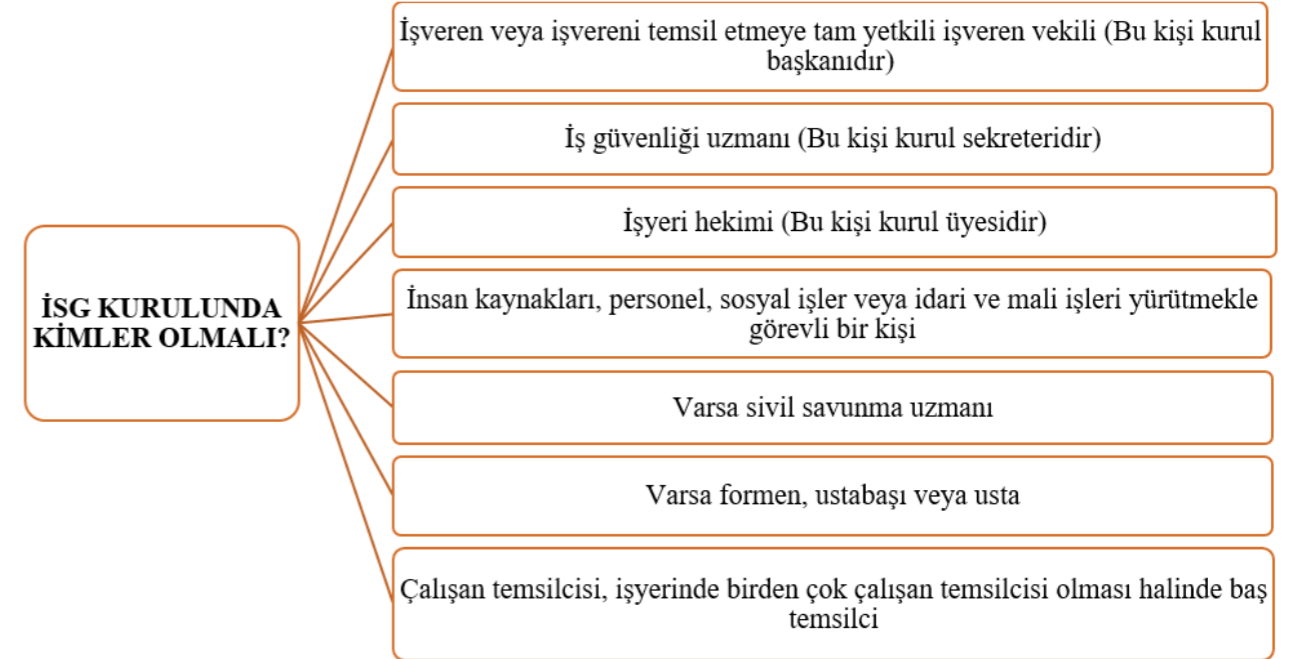 İSG KURULUNDA
KİMLER OLMALI?
İşveren veya işvereni temsil etmeye tam yetkili işveren vekili (Bu kişi kurul
başkanıdır)
İş güvenliği uzmanı (Bu kişi kurul sekreteridir)
İşyeri hekimi (Bu kişi kurul üyesidir)
İnsan kaynakları, personel, sosyal işler veya idari ve mali işleri yürütmekle
görevli bir kişi
Varsa sivil savunma uzmanı
Varsa formen, ustabaşı veya usta
Çalışan temsilcisi, işyerinde birden çok çalışan temsilcisi olması halinde baş
temsilci